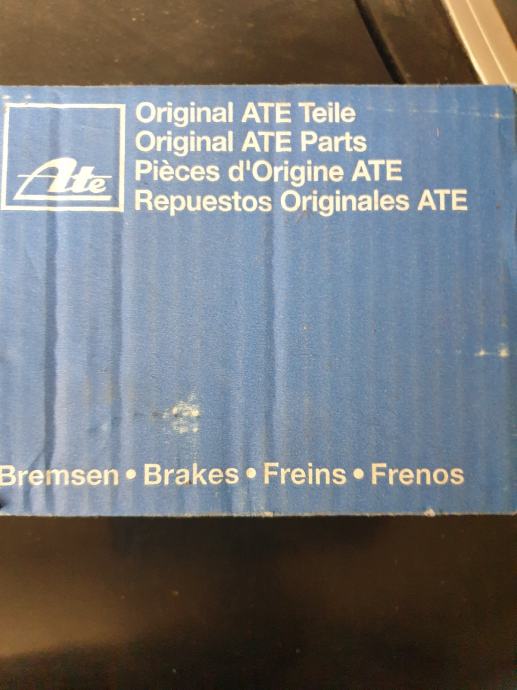 Original ATE Teile
Original ATE Parts
Pièces d'Origine ATE
Repuestos Originales ATE
Ate
Bremsen • Brakes • Freins • Frenos